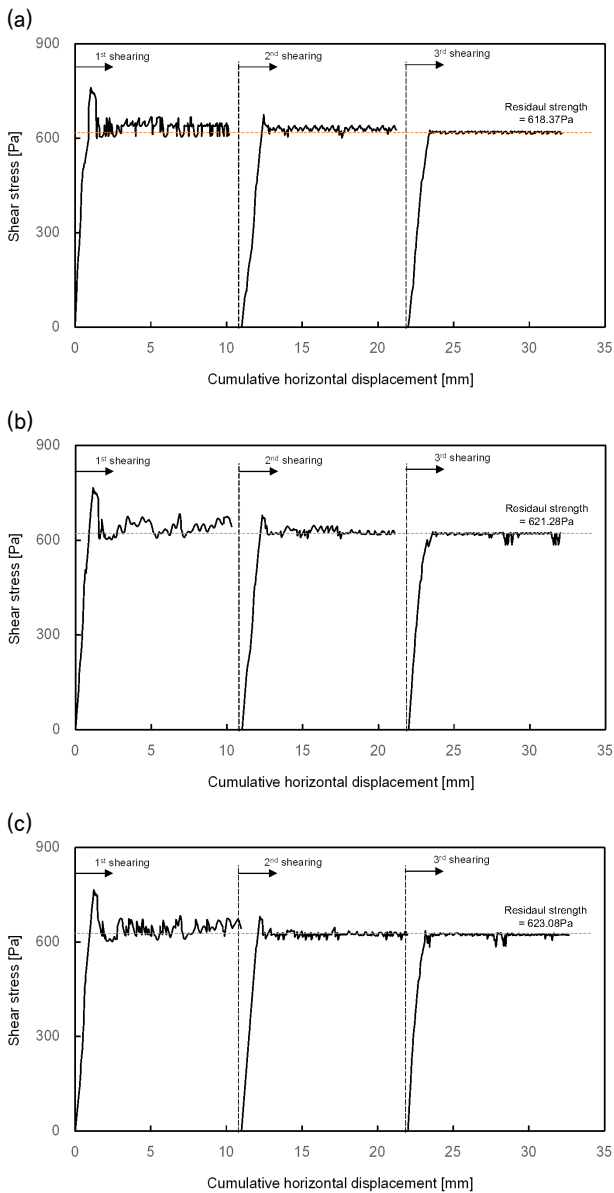 (a)
900
600
300
0
Shear stress [Pa]
1st shearing
2nd shearing
3rd shearing
Residaul strength
= 618.37Pa
0 5 10 15 20 25 30 35
Cumulative horizontal displacement [mm]
(b)
900
600
300
0
Shear stress [Pa]
1st shearing
2nd shearing
3rd shearing
Residaul strength
= 621.28Pa
0 5 10 15 20 25 30 35
Cumulative horizontal displacement [mm]
(c)
900
600
300
0
Shear stress [Pa]
1st shearing
2nd shearing
3rd shearing
Residaul strength
= 623.08Pa
0 5 10 15 20 25 30 35
Cumulative horizontal displacement [mm]